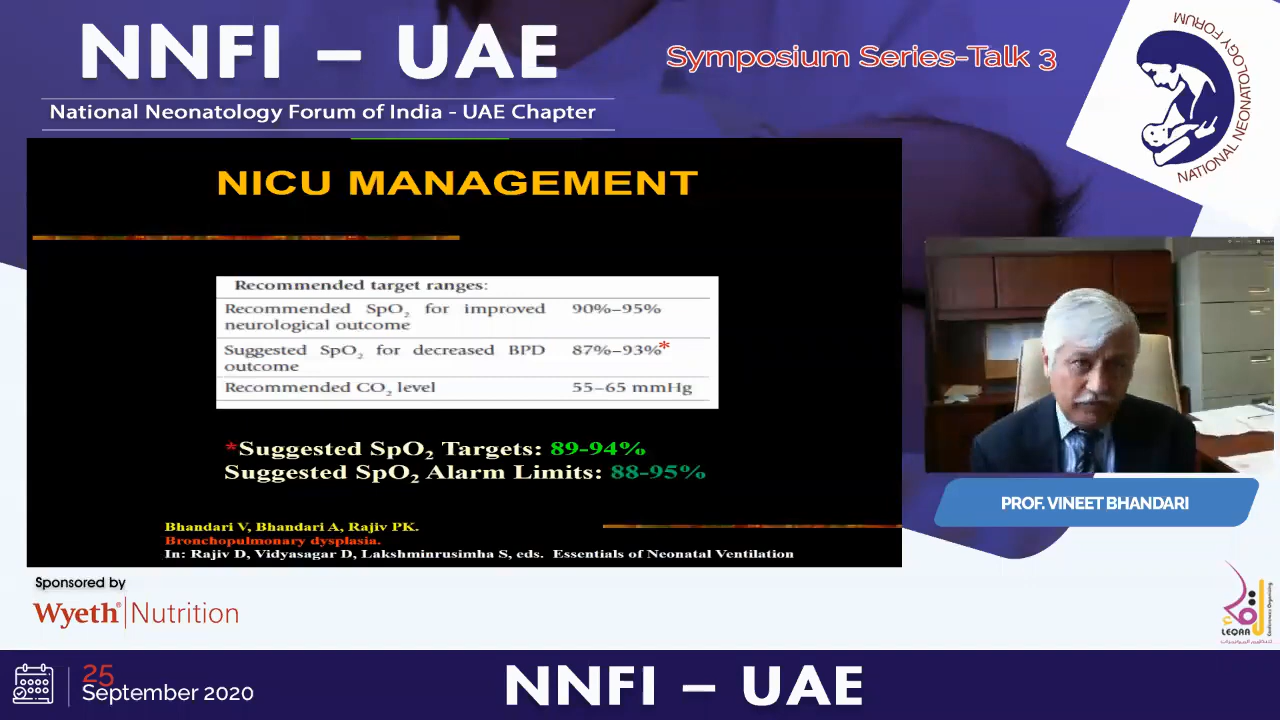 NNFI – UAE
National Neonatology Forum of India - UAE Chapter
Symposium Series-Talk 3
NATIONAL NEONATOLOGY FORUM
NICU MANAGEMENT
Recommended target ranges:
Recommended SpO₂ for improved neurological outcome 90%–95%
Suggested SpO₂ for decreased BPD outcome 87%–93%*
Recommended CO₂ level 55–65 mmHg
*Suggested SpO₂ Targets: 89-94%
Suggested SpO₂ Alarm Limits: 88-95%
Bhandari V, Bhandari A, Rajiv PK.
Bronchopulmonary dysplasia.
In: Rajiv D, Vidyasagar D, Lakshminrusimha S, eds. Essentials of Neonatal Ventilation
PROF. VINEET BHANDARI
Sponsored by
Wyeth® Nutrition
LEQAA
25
September 2020
NNFI – UAE